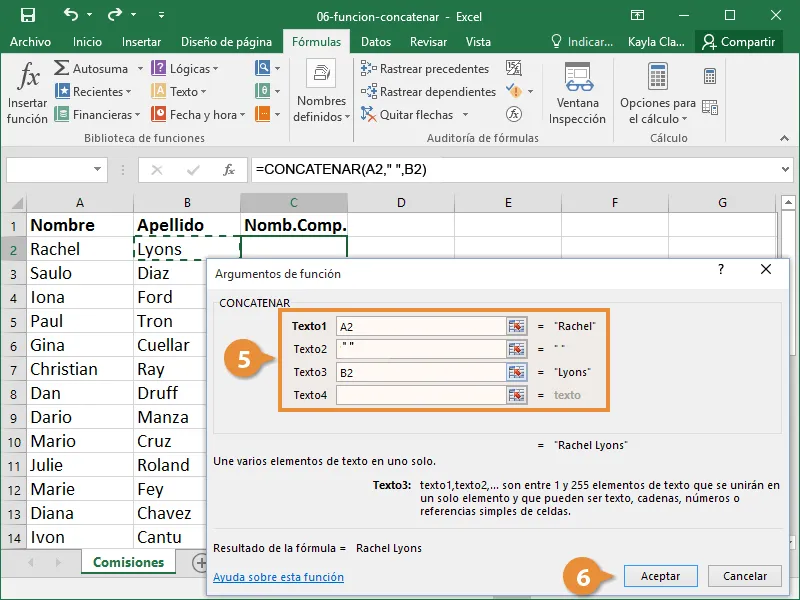 06-funcion-concatenar - Excel
Archivo Inicio Insertar Diseño de página Fórmulas Datos Revisar Vista Indicar... Kayla Cla... Compartir
fx Autosuma Lógicas Rastrear precedentes
Recientes Texto Rastrear dependientes
Financieras Fecha y hora Quitar flechas
Insertar función
Nombres definidos
Ventana Inspección
Opciones para el cálculo
Biblioteca de funciones Auditoría de fórmulas Cálculo
fx =CONCATENAR(A2," ",B2)
A B C D E F G
1 Nombre Apellido Nomb.Comp.
2 Rachel Lyons
3 Saulo Diaz
4 Iona Ford
5 Paul Tron
6 Gina Cuellar
7 Christian Ray
8 Dan Druff
9 Dario Manza
10 Mario Cruz
11 Julie Roland
12 Marie Fey
13 Diana Chavez
14 Ivon Cantu
Comisiones
Argumentos de función ?
CONCATENAR
5
Texto1 A2 = "Rachel"
Texto2 " " = " "
Texto3 B2 = "Lyons"
Texto4 = texto
= "Rachel Lyons"
Une varios elementos de texto en uno solo.
Texto3: texto1,texto2,... son entre 1 y 255 elementos de texto que se unirán en
un solo elemento y que pueden ser texto, cadenas, números o
referencias simples de celdas.
Resultado de la fórmula = Rachel Lyons
Ayuda sobre esta función
6
Aceptar Cancelar